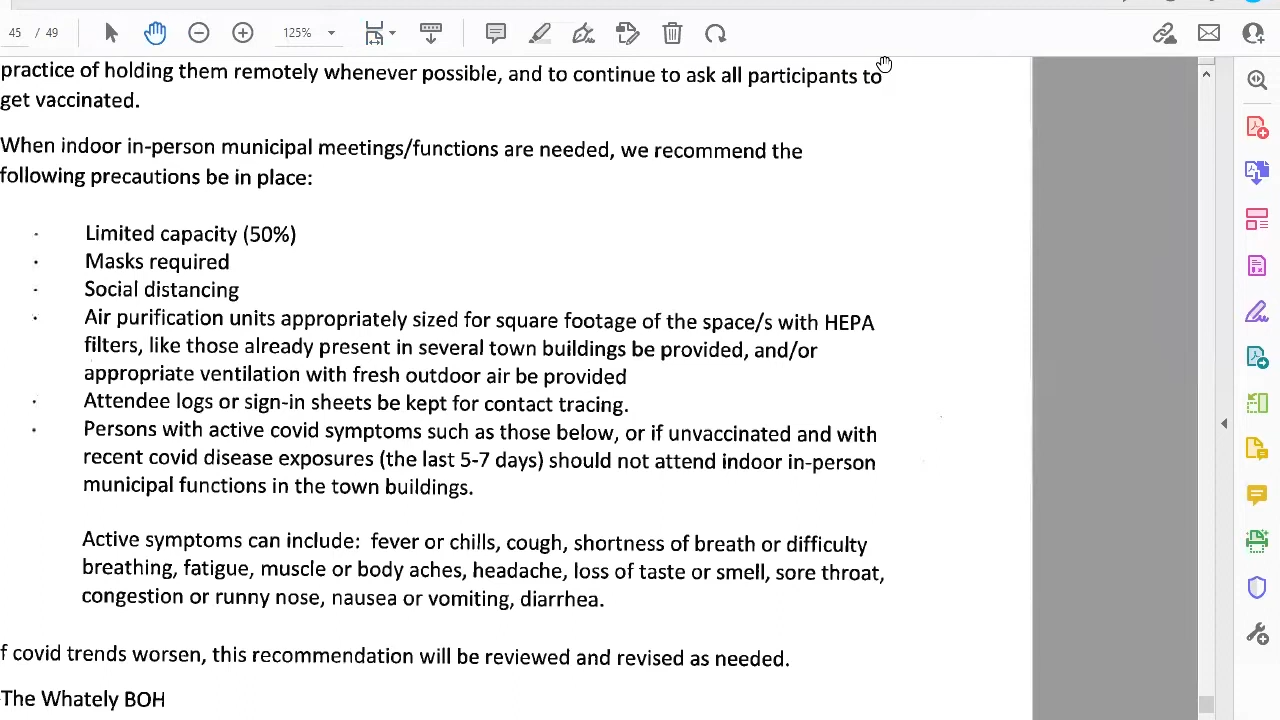 45 / 49
125%
practice of holding them remotely whenever possible, and to continue to ask all participants to
get vaccinated.
When indoor in-person municipal meetings/functions are needed, we recommend the
following precautions be in place:
· Limited capacity (50%)
· Masks required
· Social distancing
· Air purification units appropriately sized for square footage of the space/s with HEPA
filters, like those already present in several town buildings be provided, and/or
appropriate ventilation with fresh outdoor air be provided
· Attendee logs or sign-in sheets be kept for contact tracing.
· Persons with active covid symptoms such as those below, or if unvaccinated and with
recent covid disease exposures (the last 5-7 days) should not attend indoor in-person
municipal functions in the town buildings.
Active symptoms can include: fever or chills, cough, shortness of breath or difficulty
breathing, fatigue, muscle or body aches, headache, loss of taste or smell, sore throat,
congestion or runny nose, nausea or vomiting, diarrhea.
f covid trends worsen, this recommendation will be reviewed and revised as needed.
-The Whately BOH